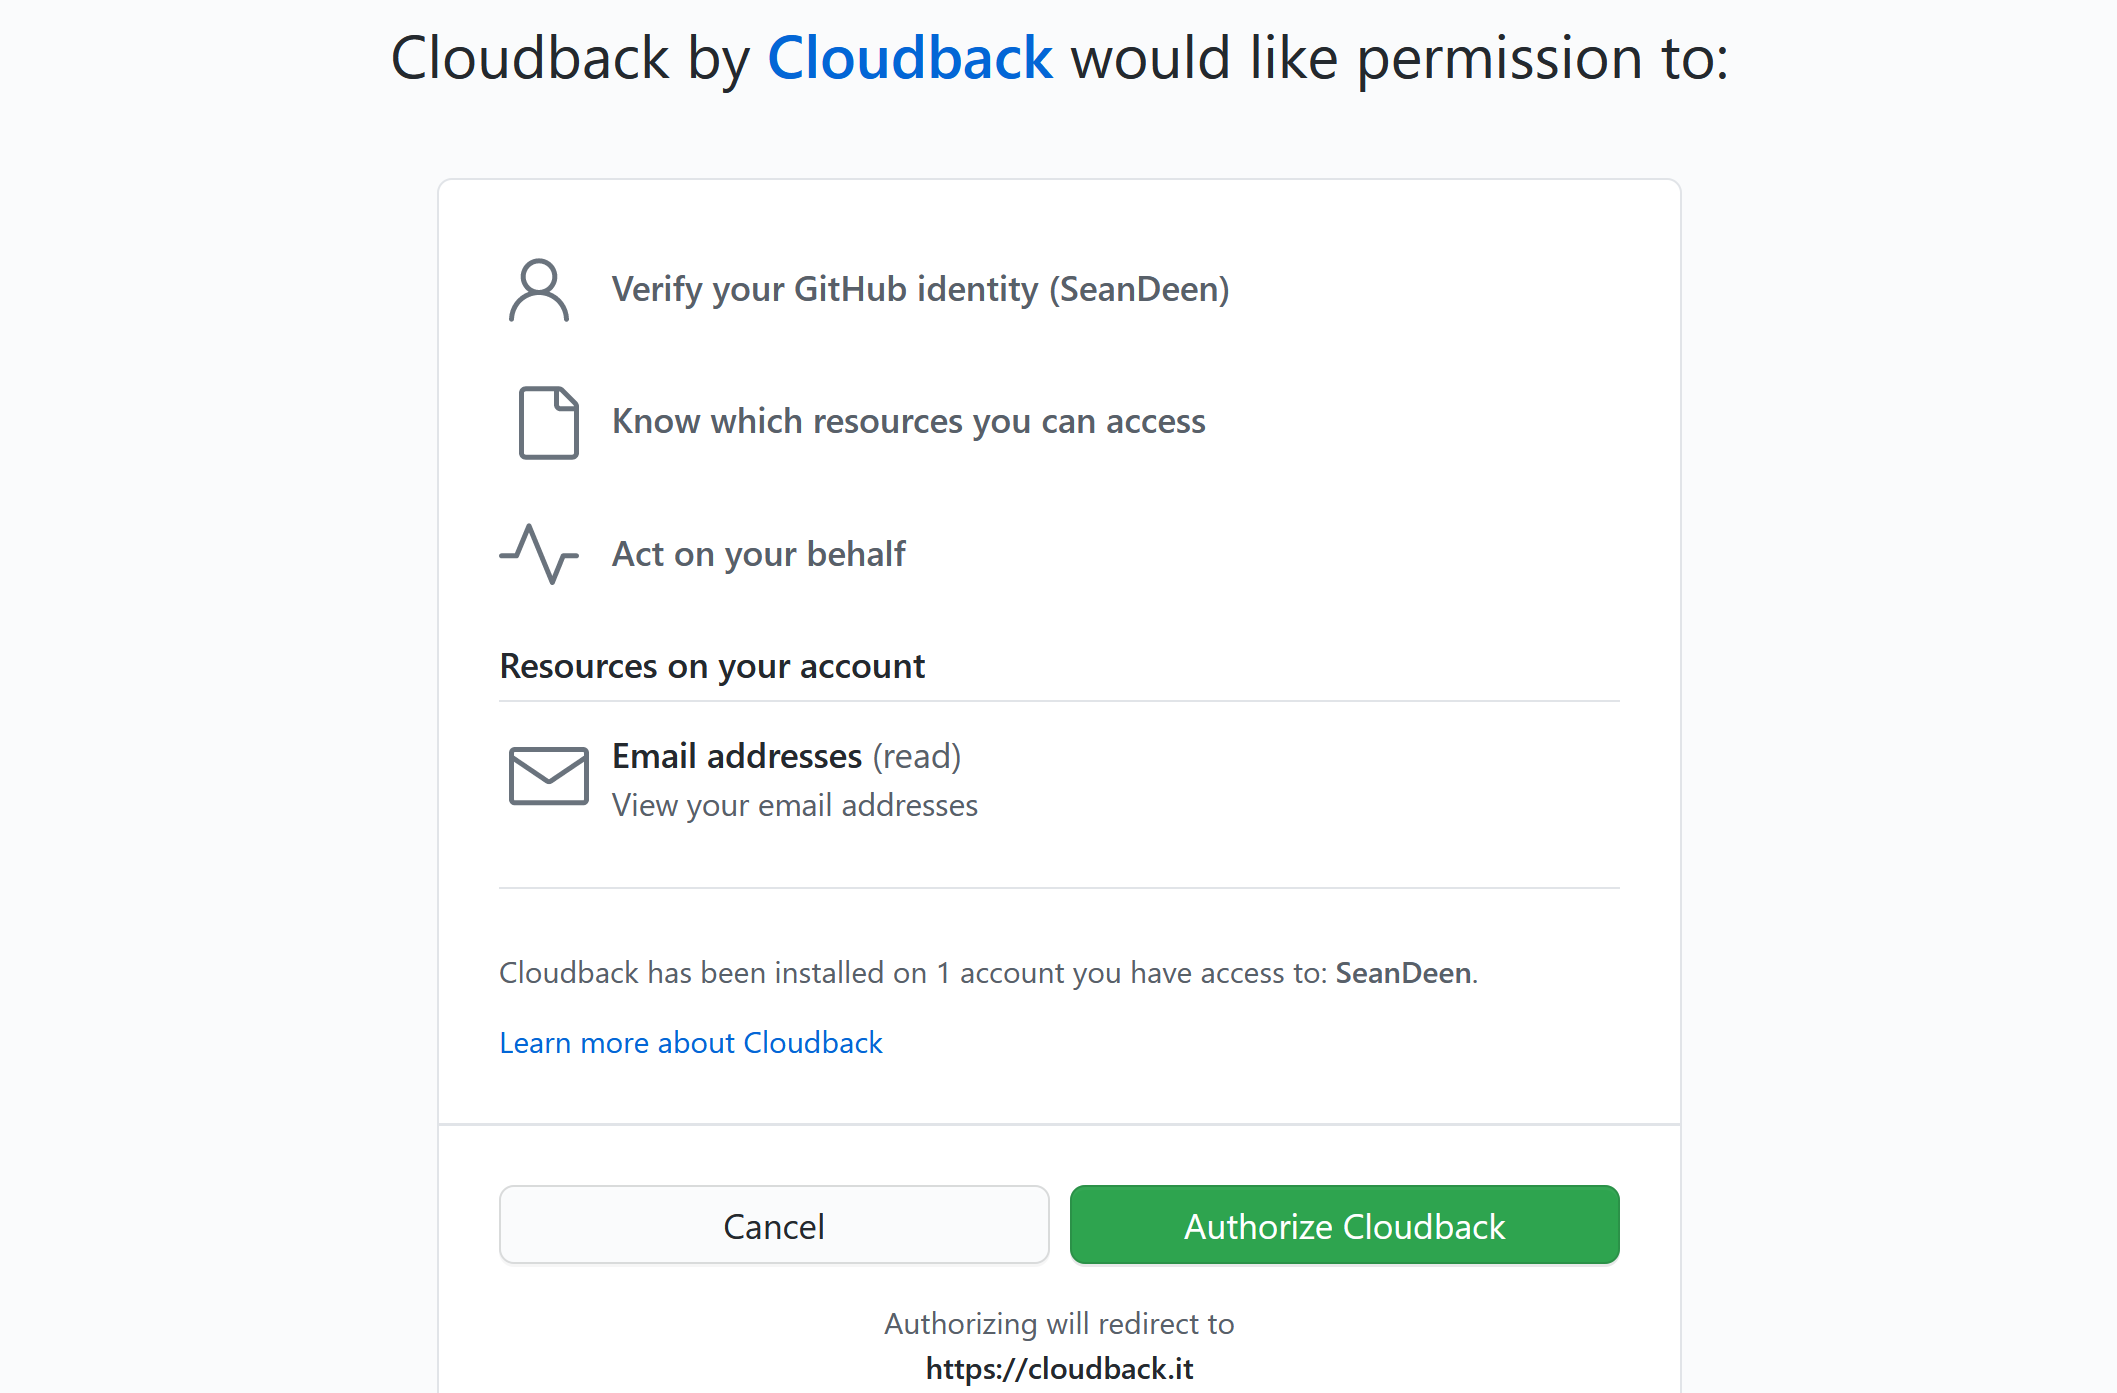 Cloudback by Cloudback would like permission to:
Verify your GitHub identity (SeanDeen)
Know which resources you can access
Act on your behalf
Resources on your account
Email addresses (read)
View your email addresses
Cloudback has been installed on 1 account you have access to: SeanDeen.
Learn more about Cloudback
Cancel
Authorize Cloudback
Authorizing will redirect to
https://cloudback.it